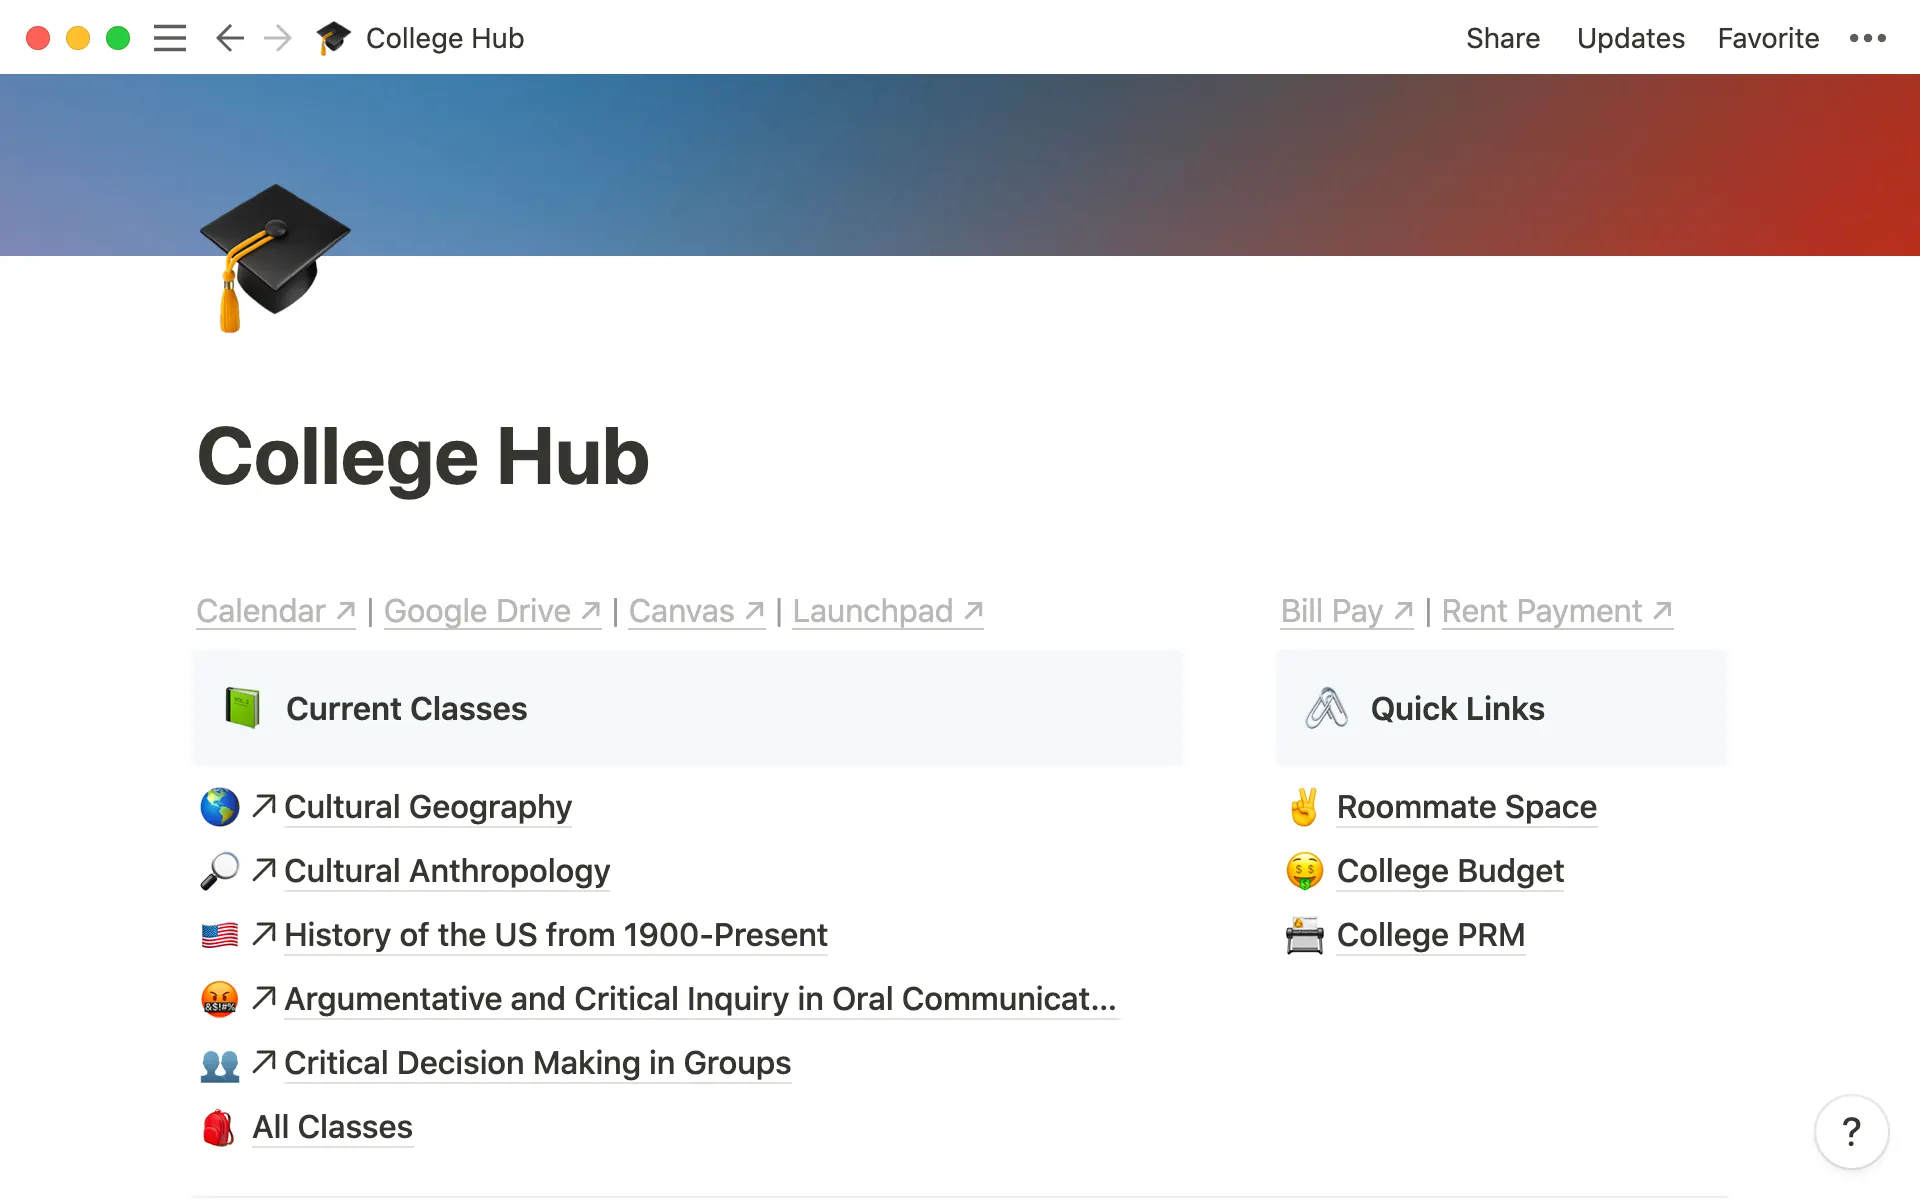 College Hub
Share Updates Favorite
College Hub
Calendar ↗ | Google Drive ↗ | Canvas ↗ | Launchpad ↗
Bill Pay ↗ | Rent Payment ↗
Current Classes
Cultural Geography
Cultural Anthropology
History of the US from 1900-Present
Argumentative and Critical Inquiry in Oral Communicat...
Critical Decision Making in Groups
All Classes
Quick Links
Roommate Space
College Budget
College PRM
?